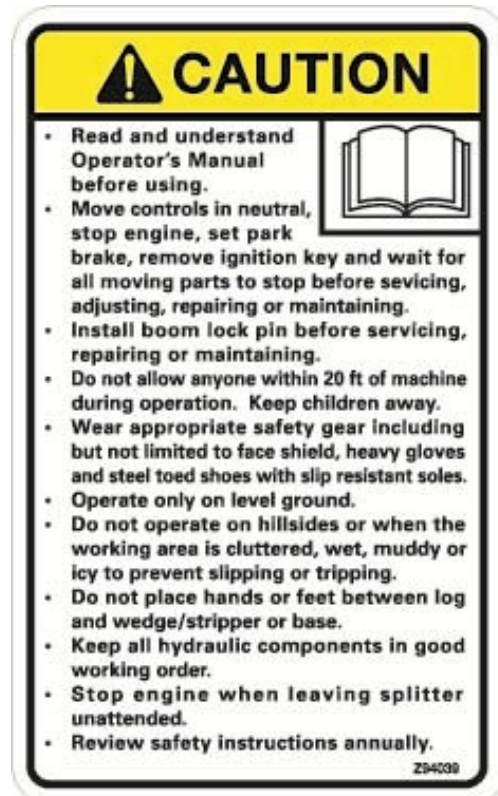 CAUTION
• Read and understand
Operator's Manual
before using.
• Move controls in neutral,
stop engine, set park
brake, remove ignition key and wait for
all moving parts to stop before sevicing,
adjusting, repairing or maintaining.
• Install boom lock pin before servicing,
repairing or maintaining.
• Do not allow anyone within 20 ft of machine
during operation. Keep children away.
• Wear appropriate safety gear including
but not limited to face shield, heavy gloves
and steel toed shoes with slip resistant soles.
• Operate only on level ground.
• Do not operate on hillsides or when the
working area is cluttered, wet, muddy or
icy to prevent slipping or tripping.
• Do not place hands or feet between log
and wedge/stripper or base.
• Keep all hydraulic components in good
working order.
• Stop engine when leaving splitter
unattended.
• Review safety instructions annually.
Z94039